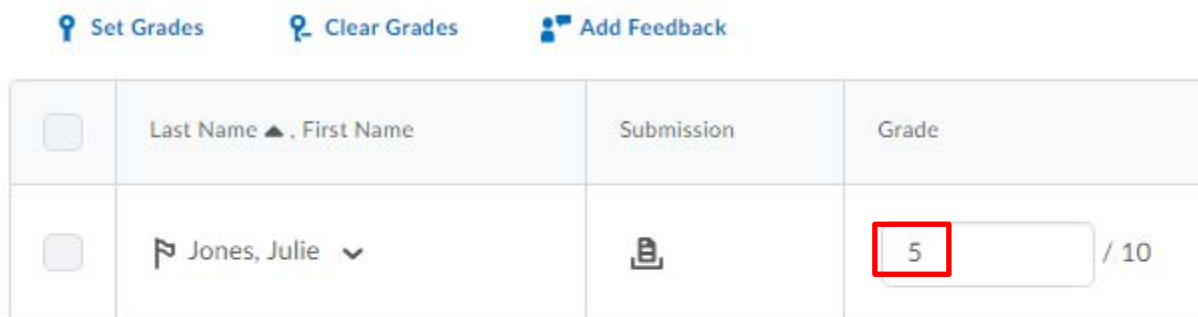 Set Grades Clear Grades Add Feedback
Last Name ▲ , First Name Submission Grade
Jones, Julie 5 / 10